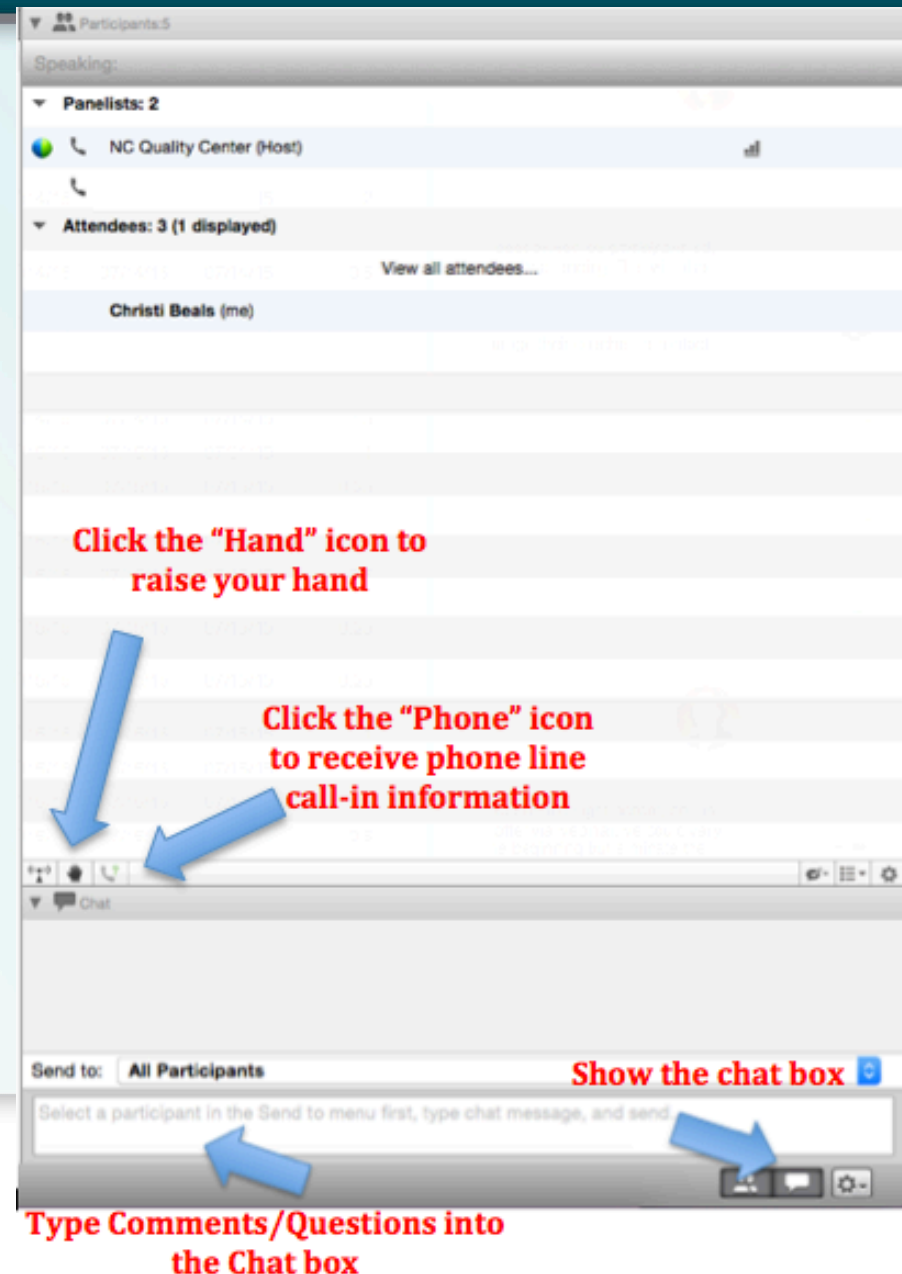 Participants:5
Speaking:
Panelists: 2
NC Quality Center (Host)
Attendees: 3 (1 displayed)
View all attendees...
Christi Beals (me)
Click the “Hand” icon to
raise your hand
Click the “Phone” icon
to receive phone line
call-in information
Chat
Send to: All Participants
Show the chat box
Select a participant in the Send to menu first, type chat message, and send.
Type Comments/Questions into
the Chat box